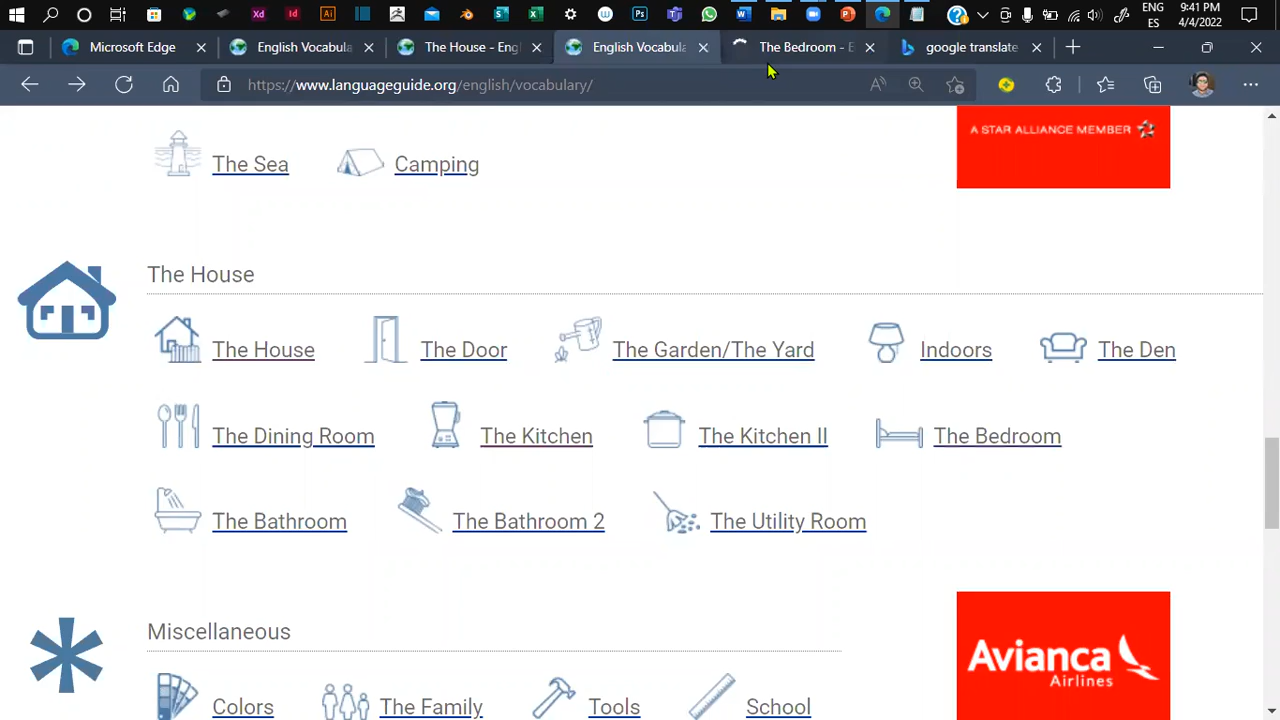 ENG 9:41 PM
ES 4/4/2022
Microsoft Edge
English Vocabula
The House - Engl
English Vocabula
The Bedroom - E
google translate
https://www.languageguide.org/english/vocabulary/
A STAR ALLIANCE MEMBER
The Sea
Camping
The House
The House
The Door
The Garden/The Yard
Indoors
The Den
The Dining Room
The Kitchen
The Kitchen II
The Bedroom
The Bathroom
The Bathroom 2
The Utility Room
Miscellaneous
Avianca
Airlines
Colors
The Family
Tools
School